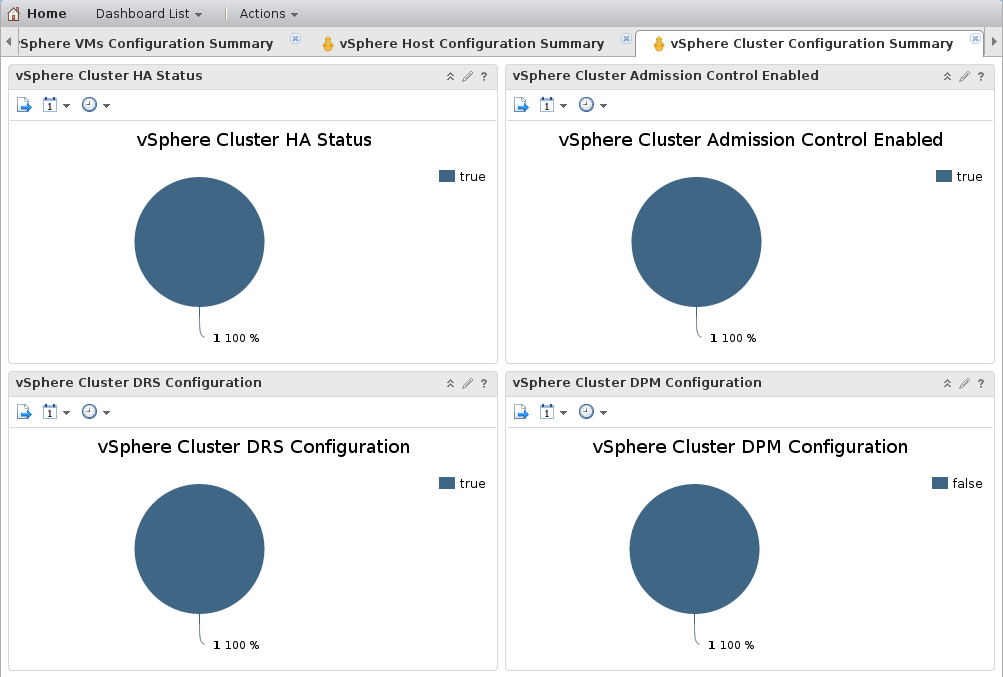 Home Dashboard List Actions
vSphere VMs Configuration Summary vSphere Host Configuration Summary vSphere Cluster Configuration Summary
vSphere Cluster HA Status ?
1
vSphere Cluster HA Status
true
1 100 %
vSphere Cluster Admission Control Enabled ?
1
vSphere Cluster Admission Control Enabled
true
1 100 %
vSphere Cluster DRS Configuration ?
1
vSphere Cluster DRS Configuration
true
1 100 %
vSphere Cluster DPM Configuration ?
1
vSphere Cluster DPM Configuration
false
1 100 %